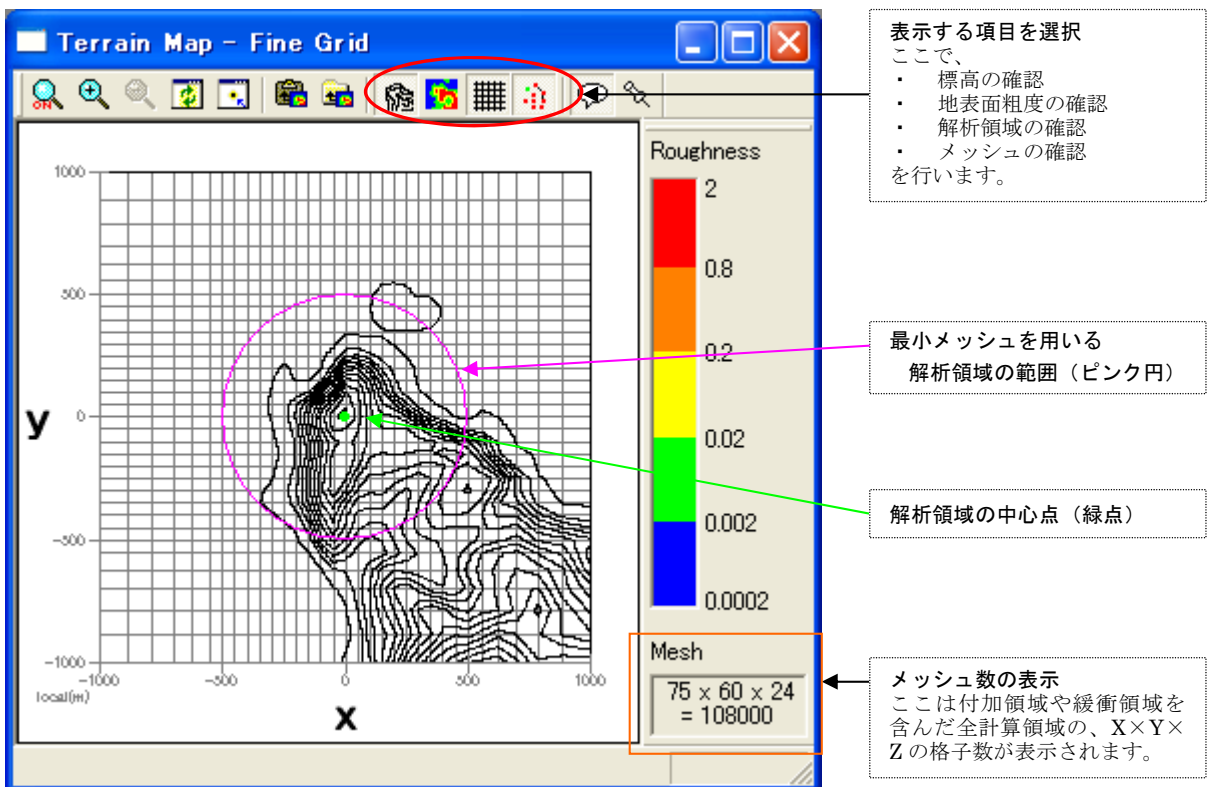 Terrain Map - Fine Grid
ON
Roughness
2
0.8
0.2
0.02
0.002
0.0002
Mesh
75 x 60 x 24
= 108000
1000
500
y
0
-500
-1000
-1000
-500
0
500
1000
local(m)
x
表示する項目を選択
ここで、
・ 標高の確認
・ 地表面粗度の確認
・ 解析領域の確認
・ メッシュの確認
を行います。
最小メッシュを用いる
解析領域の範囲（ピンク円）
解析領域の中心点（緑点）
メッシュ数の表示
ここは付加領域や緩衝領域を
含んだ全計算領域の、X×Y×
Z の格子数が表示されます。